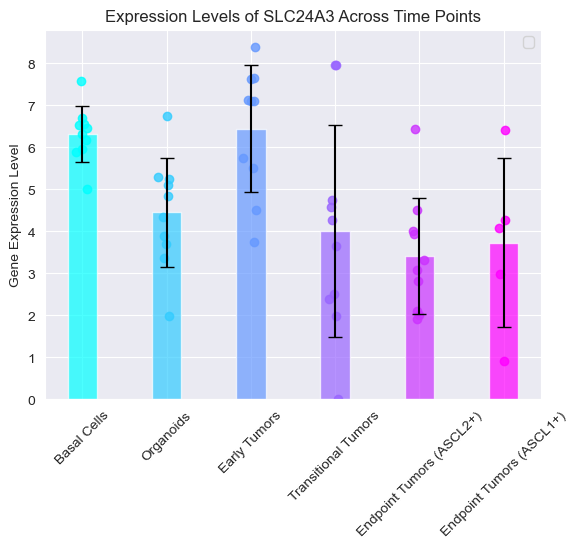 Expression Levels of SLC24A3 Across Time Points
Gene Expression Level
8
7
6
5
4
3
2
1
0
Basal Cells
Organoids
Early Tumors
Transitional Tumors
Endpoint Tumors (ASCL2+)
Endpoint Tumors (ASCL1+)